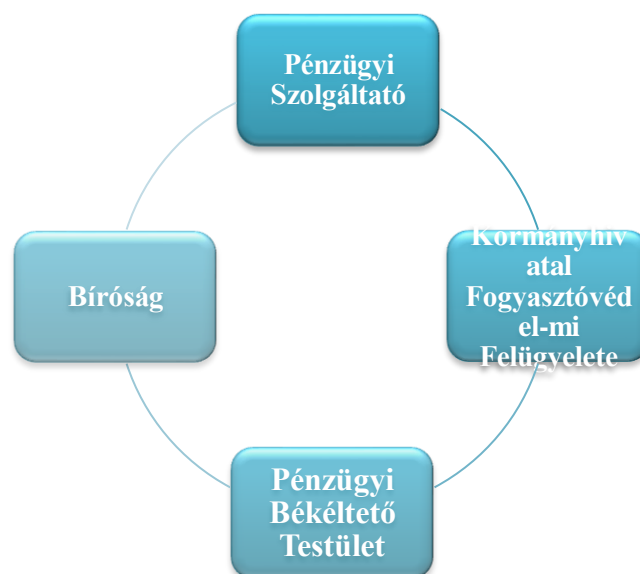 Pénzügyi
Szolgáltató
Kormányhiv
atal
Fogyasztóvéd
el-mi
Felügyelete
Bíróság
Pénzügyi
Békéltető
Testület